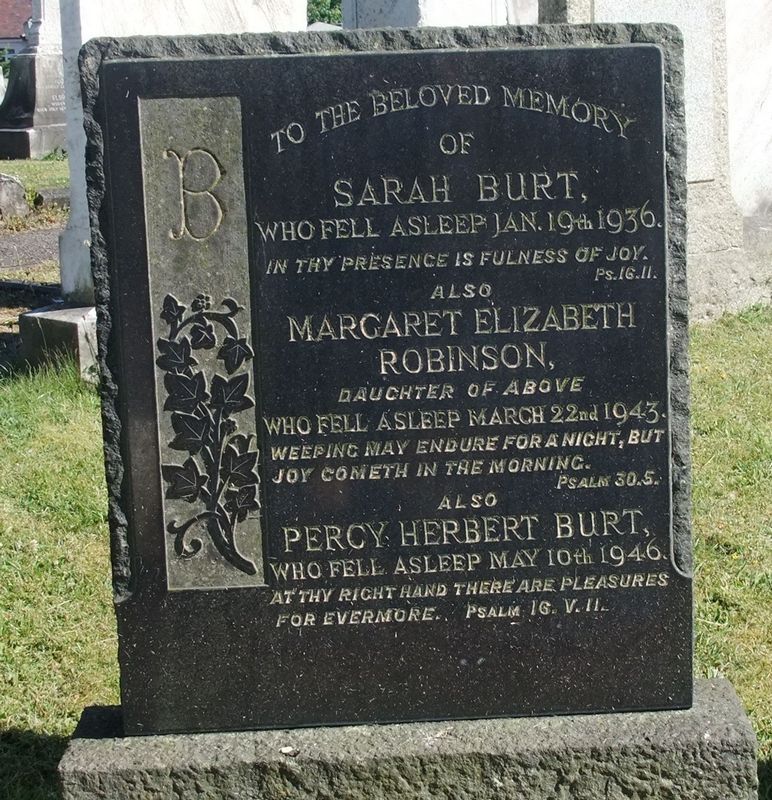 B
TO THE BELOVED MEMORY
OF
SARAH BURT,
WHO FELL ASLEEP JAN. 19th 1936.
IN THY PRESENCE IS FULNESS OF JOY.
Ps. 16. 11.
ALSO
MARGARET ELIZABETH
ROBINSON,
DAUGHTER OF ABOVE
WHO FELL ASLEEP MARCH 22nd 1943.
WEEPING MAY ENDURE FOR A NIGHT, BUT
JOY COMETH IN THE MORNING.
PSALM 30.5.
ALSO
PERCY HERBERT BURT,
WHO FELL ASLEEP MAY 10th 1946.
AT THY RIGHT HAND THERE ARE PLEASURES
FOR EVERMORE. PSALM 16. V. 11.